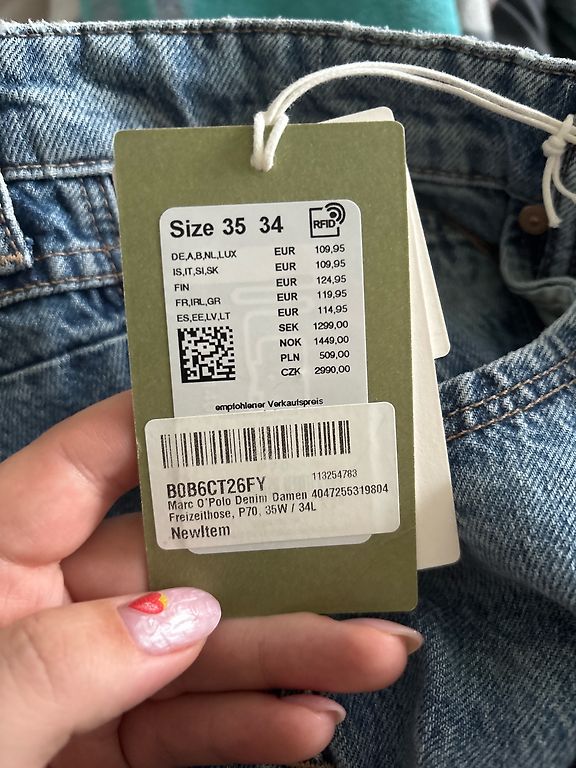 Size 35 34
RFID
DE,A,B,NL,LUX EUR 109,95
IS,IT,SI,SK EUR 109,95
FIN EUR 124,95
FR,IRL,GR EUR 119,95
ES,EE,LV,LT EUR 114,95
SEK 1299,00
NOK 1449,00
PLN 509,00
CZK 2990,00
empfohlener Verkaufspreis
113254783
B0B6CT26FY
Marc O'Polo Denim Damen 4047255319804
Freizeithose, P70, 35W / 34L
NewItem